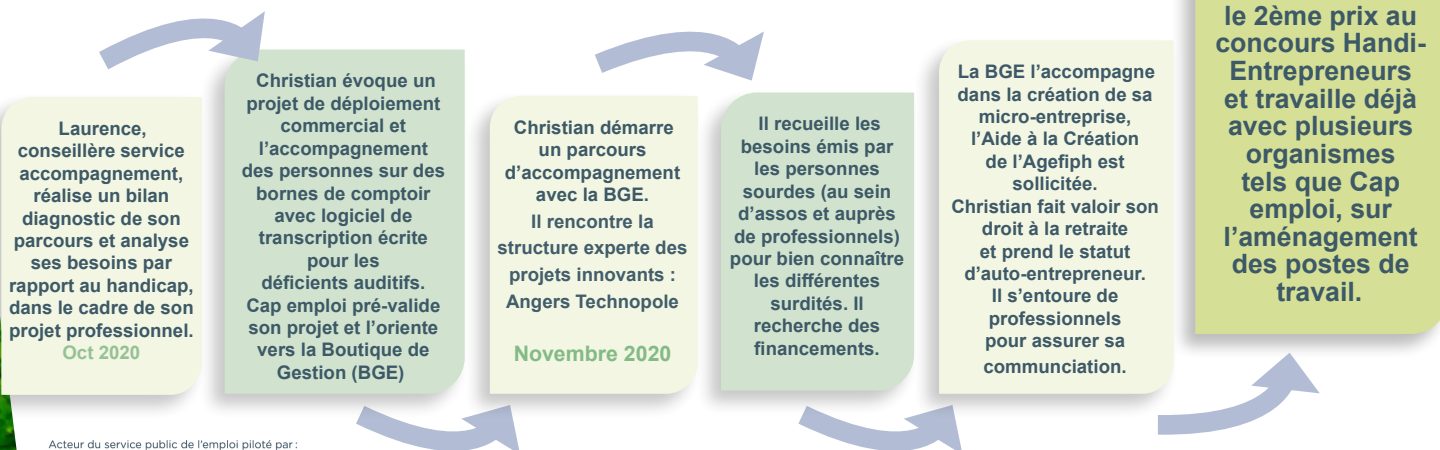 Laurence,
conseillère service
accompagnement,
réalise un bilan
diagnostic de son
parcours et analyse
ses besoins par
rapport au handicap,
dans le cadre de son
projet professionnel.
Oct 2020
Christian évoque un
projet de déploiement
commercial et
l’accompagnement
des personnes sur des
bornes de comptoir
avec logiciel de
transcription écrite
pour les
déficients auditifs.
Cap emploi pré-valide
son projet et l’oriente
vers la Boutique de
Gestion (BGE)
Christian démarre
un parcours
d’accompagnement
avec la BGE.
Il rencontre la
structure experte des
projets innovants :
Angers Technopole
Novembre 2020
Il recueille les
besoins émis par
les personnes
sourdes (au sein
d’assos et auprès
de professionnels)
pour bien connaître
les différentes
surdités. Il
recherche des
financements.
La BGE l’accompagne
dans la création de sa
micro-entreprise,
l’Aide à la Création
de l’Agefiph est
sollicitée.
Christian fait valoir son
droit à la retraite
et prend le statut
d’auto-entrepreneur.
Il s’entoure de
professionnels
pour assurer sa
communciation.
le 2ème prix au
concours Handi-
Entrepreneurs
et travaille déjà
avec plusieurs
organismes
tels que Cap
emploi, sur
l’aménagement
des postes de
travail.
Acteur du service public de l’emploi piloté par :